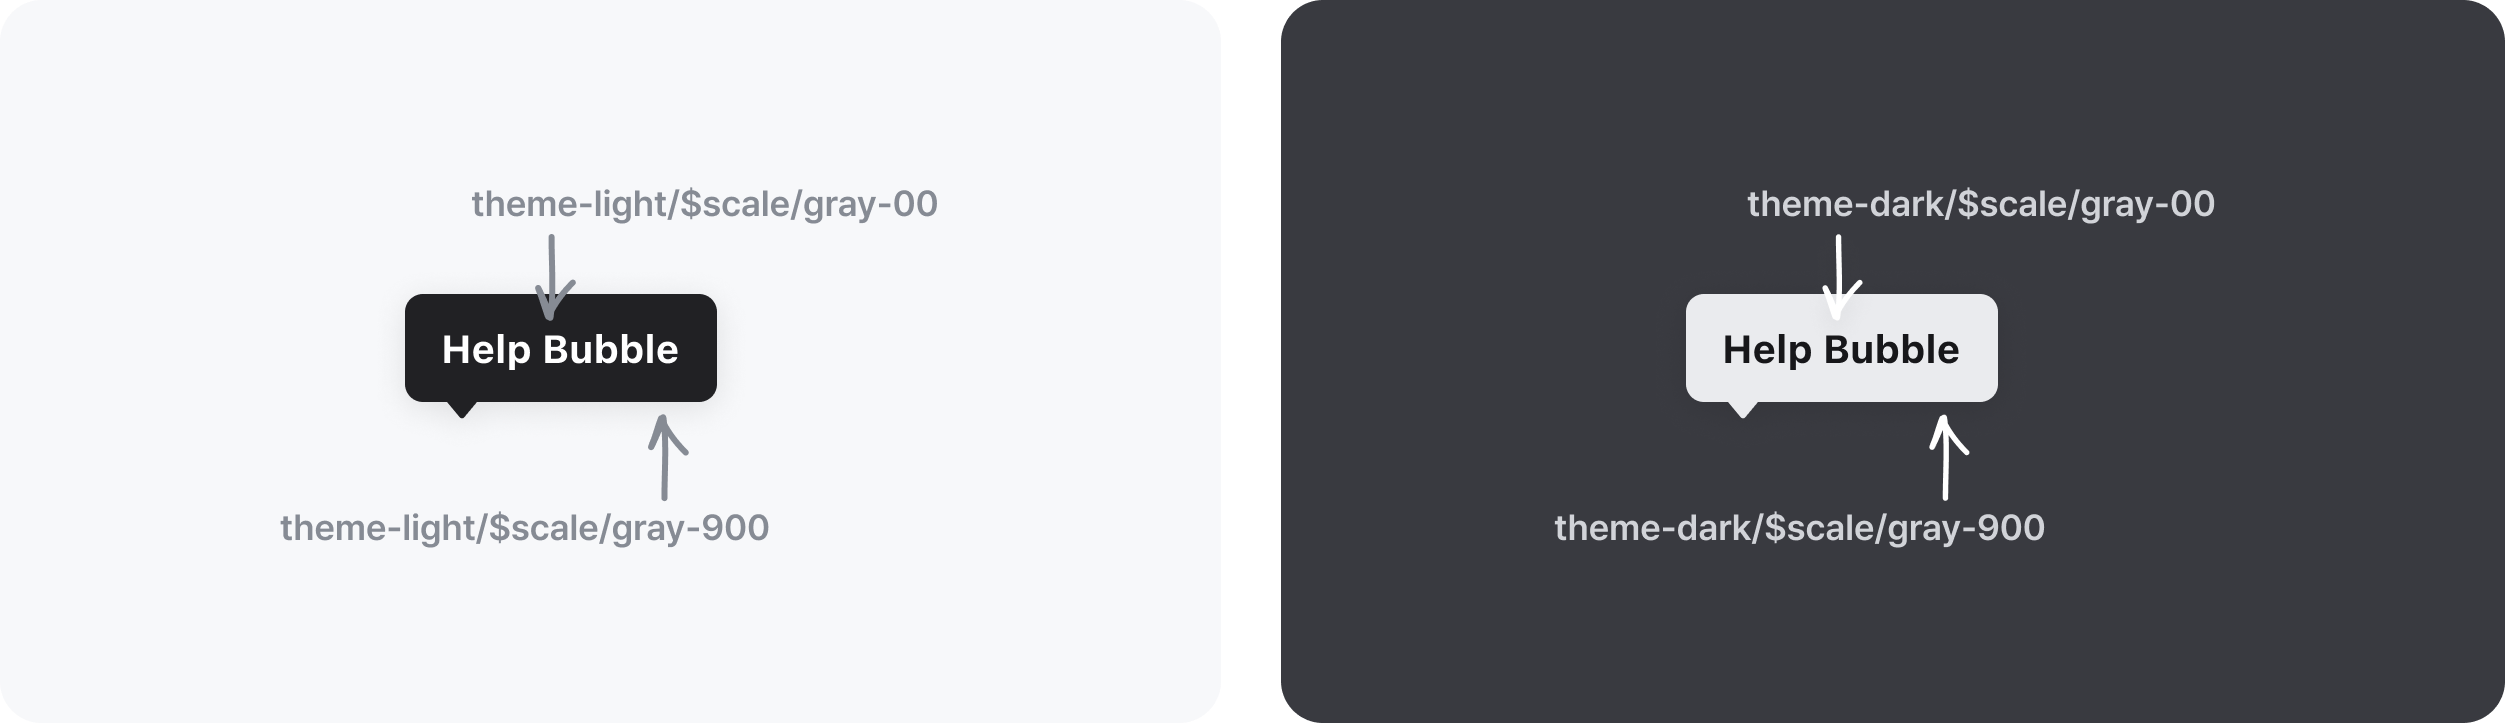 theme-light/$scale/gray-00
Help Bubble
theme-light/$scale/gray-900
theme-dark/$scale/gray-00
Help Bubble
theme-dark/$scale/gray-900